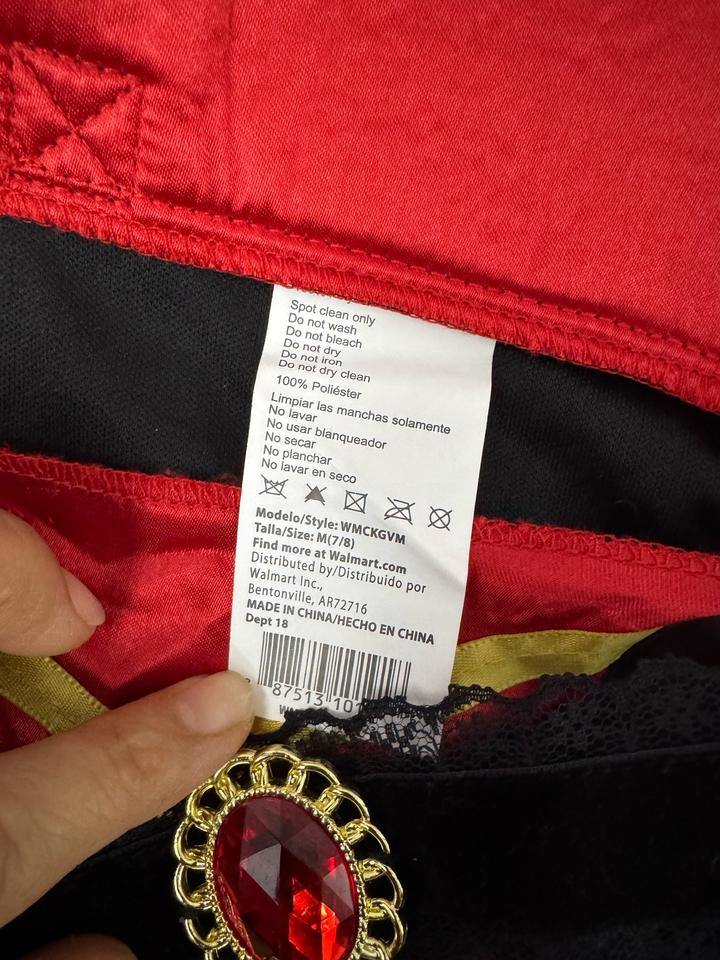 Spot clean only
Do not wash
Do not bleach
Do not dry
Do not iron
Do not dry clean
100% Poliéster
Limpiar las manchas solamente
No lavar
No usar blanqueador
No secar
No planchar
No lavar en seco
Modelo/Style: WMCKGVM
Talla/Size: M(7/8)
Find more at Walmart.com
Distributed by/Distribuido por
Walmart Inc.,
Bentonville, AR72716
MADE IN CHINA/HECHO EN CHINA
Dept 18
87513 101